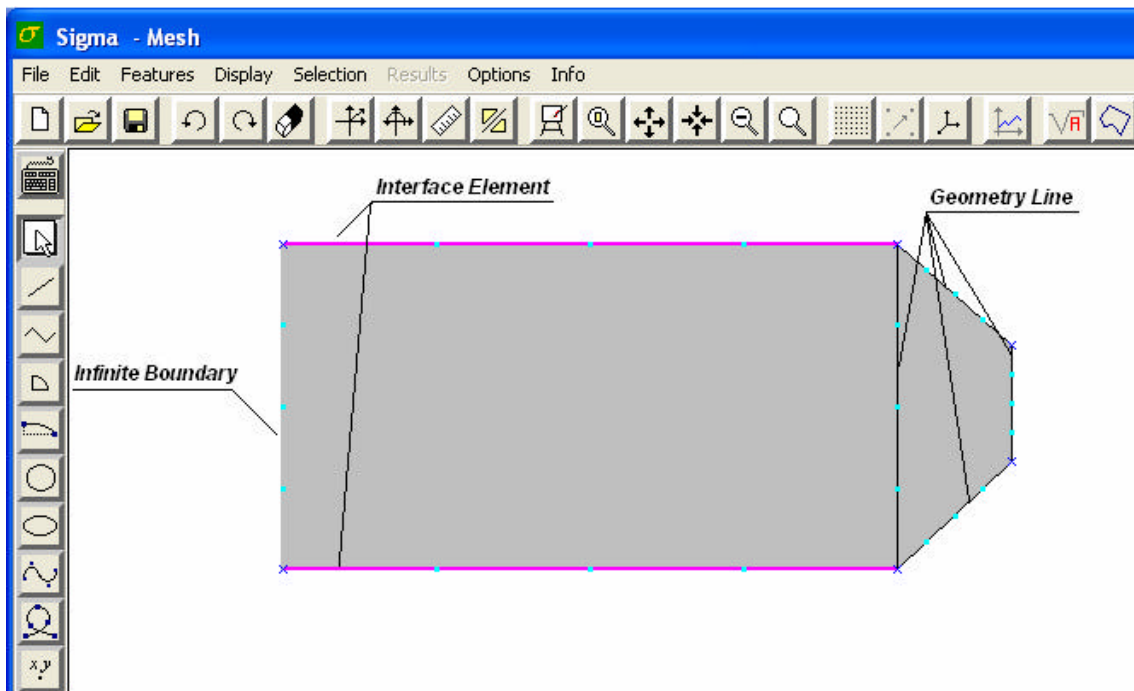 σ Sigma - Mesh
File Edit Features Display Selection Results Options Info
A
Interface Element
Geometry Line
Infinite Boundary
x,y